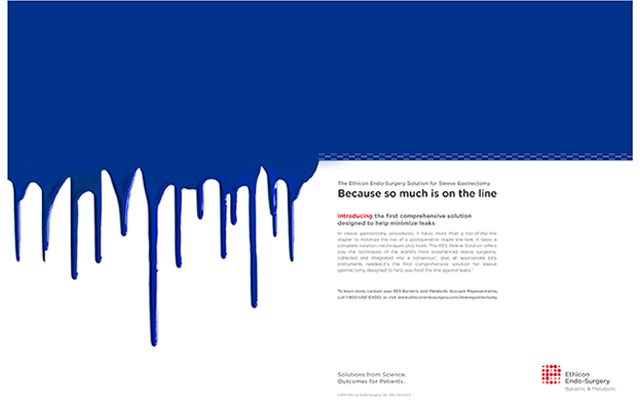 The Ethicon Endo-Surgery Solution for Sleeve Gastrectomy
Because so much is on the line
Introducing the first comprehensive solution
designed to help minimize leaks
In sleeve gastrectomy procedures, it takes more than a top-of-the-line
stapler to minimize the risk of a postoperative staple line leak. It takes a
complete solution—techniques plus tools. The EES Sleeve Solution offers
you the techniques of the world's most experienced sleeve surgeons,
collected and integrated into a consensus¹, plus all appropriate EES
instruments needed. It's the first comprehensive solution for sleeve
gastrectomy designed to help you hold the line against leaks.
To learn more, contact your EES Bariatric and Metabolic Account Representative,
call 1-800-USE-ENDO, or visit www.ethiconendosurgery.com/sleevegastrectomy
Solutions from Science.
Outcomes for Patients.
Ethicon
Endo-Surgery
Bariatric & Metabolic